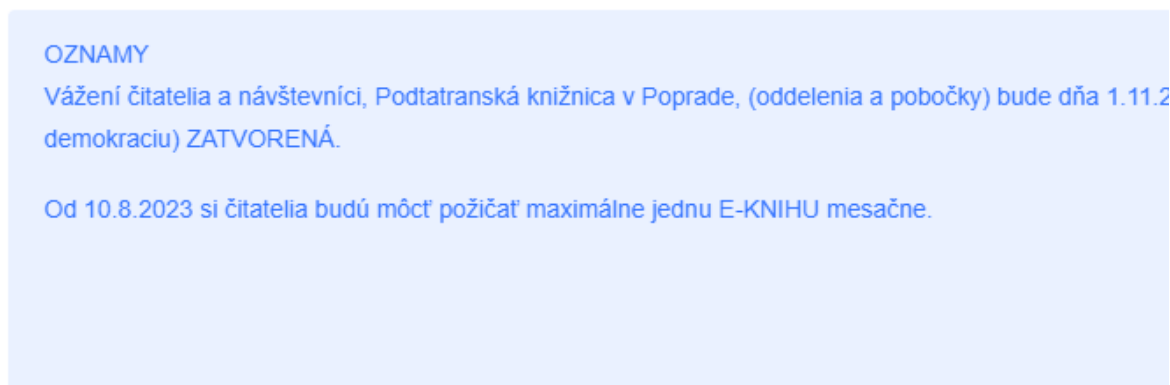 OZNAMY
Vážení čitatelia a návštevníci, Podtatranská knižnica v Poprade, (oddelenia a pobočky) bude dňa 1.11.2
demokraciu) ZATVORENÁ.
Od 10.8.2023 si čitatelia budú môcť požičať maximálne jednu E-KNIHU mesačne.